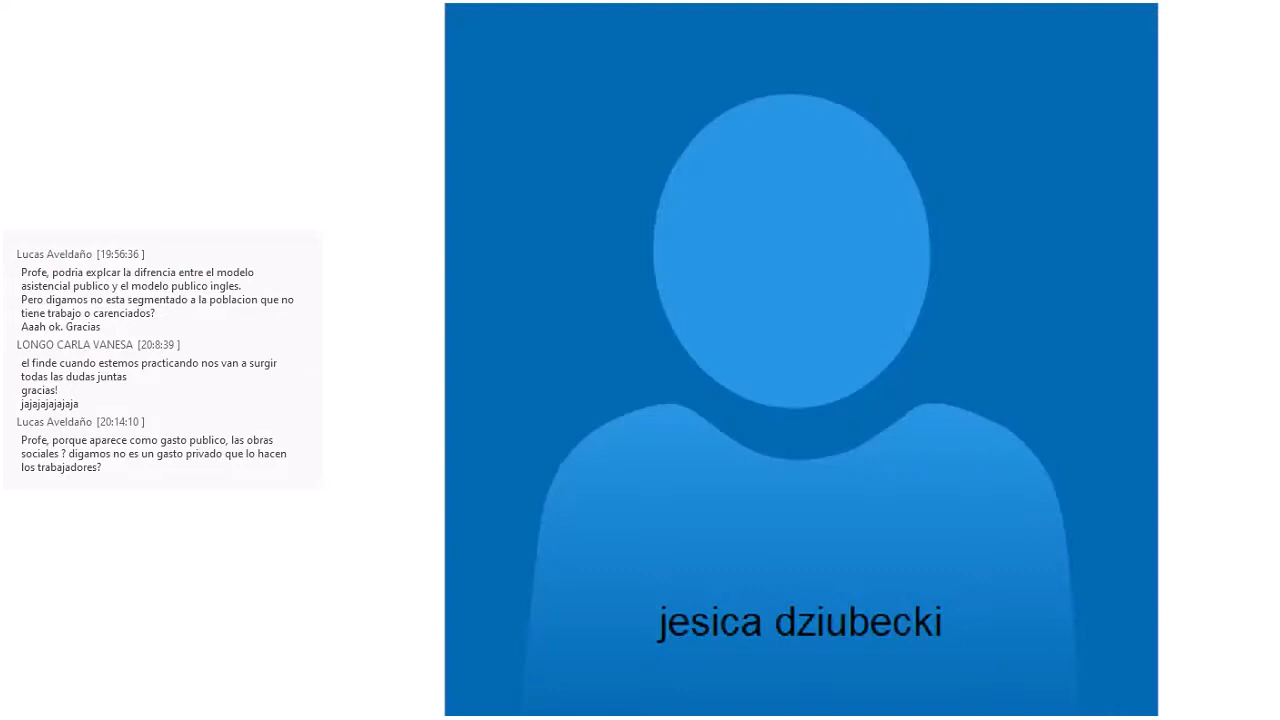 Lucas Aveldaño [19:56:36 ]
Profe, podria explcar la difrencia entre el modelo
asistencial publico y el modelo publico ingles.
Pero digamos no esta segmentado a la poblacion que no
tiene trabajo o carenciados?
Aaah ok. Gracias
LONGO CARLA VANESA [20:8:39 ]
el finde cuando estemos practicando nos van a surgir
todas las dudas juntas
gracias!
jajajajajajaja
Lucas Aveldaño [20:14:10 ]
Profe, porque aparece como gasto publico, las obras
sociales ? digamos no es un gasto privado que lo hacen
los trabajadores?
jesica dziubecki